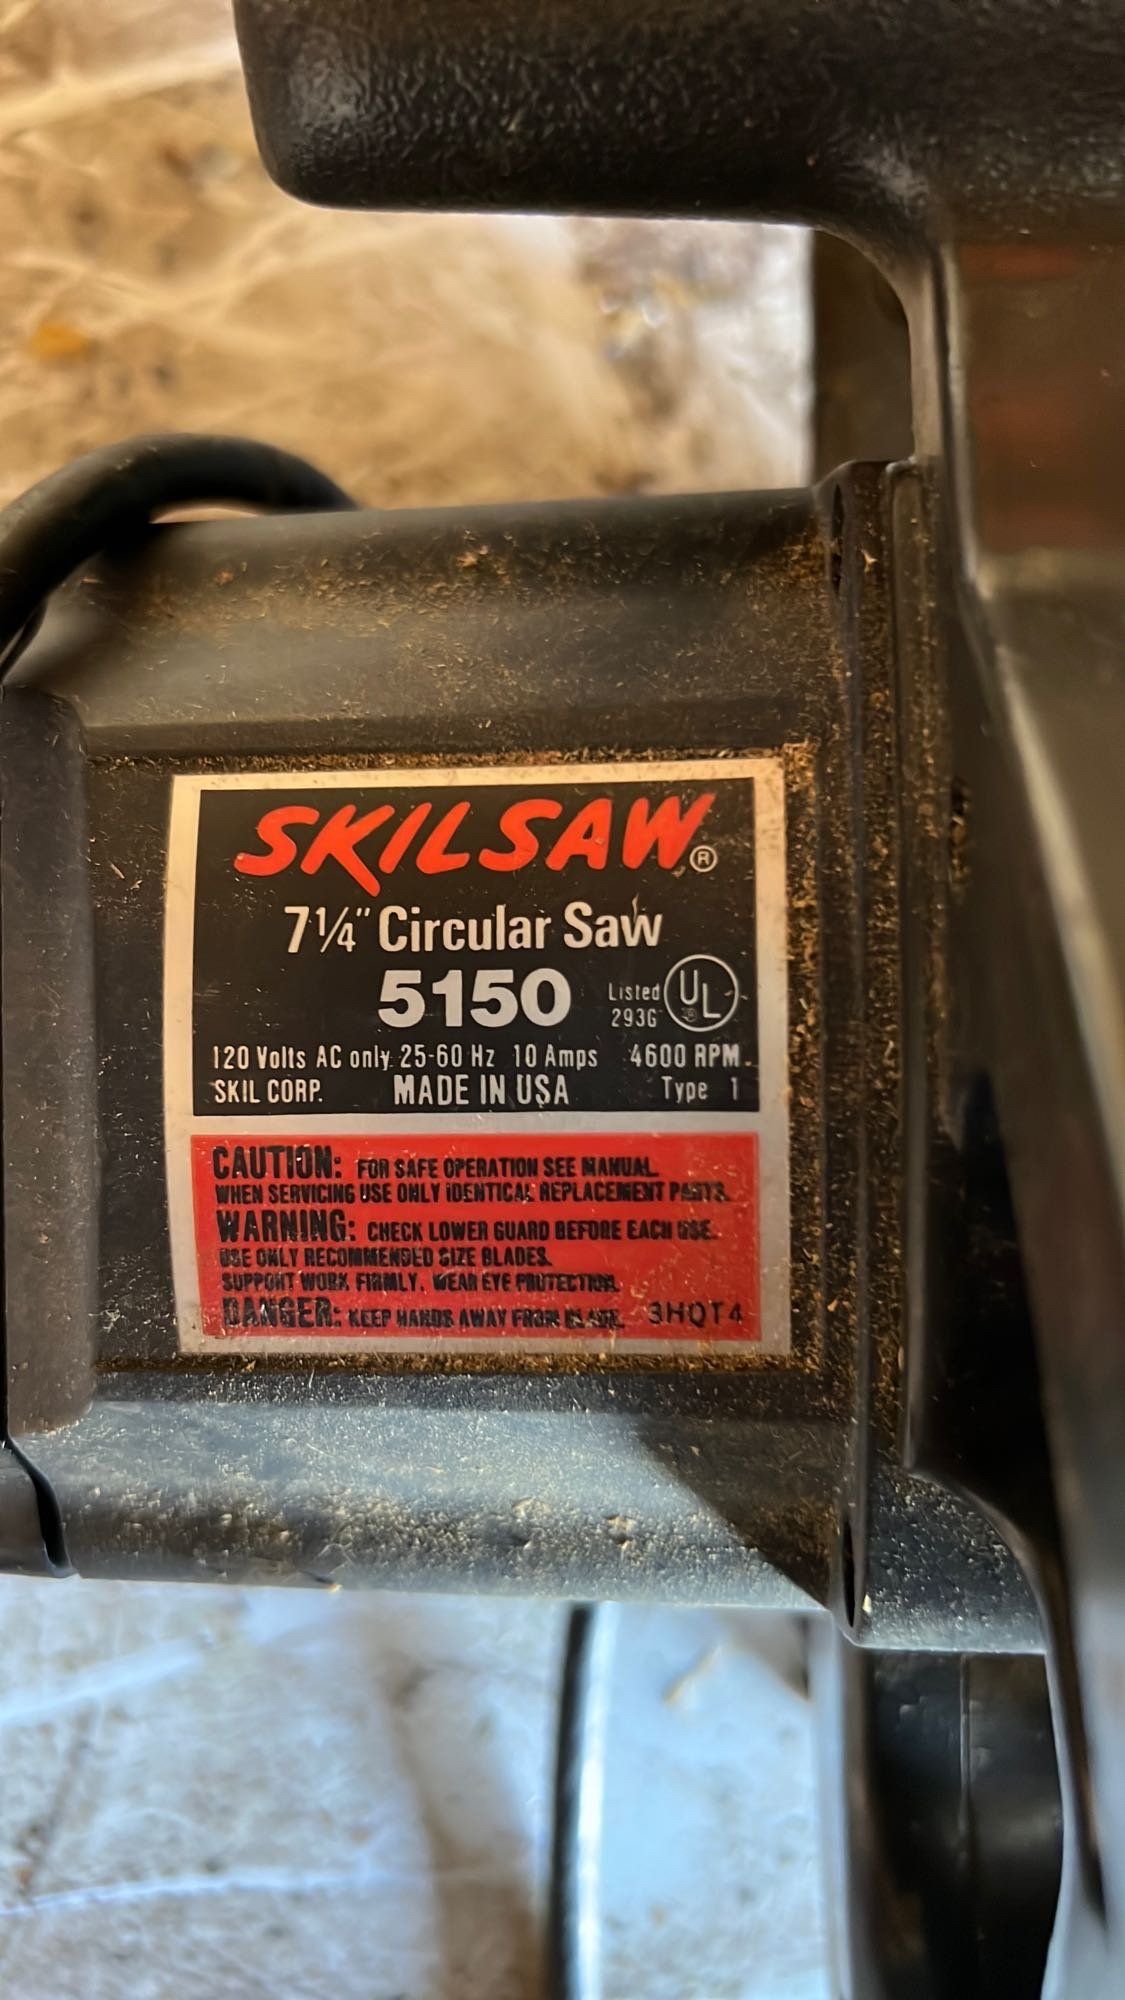 SKILSAW®
7¼" Circular Saw
5150
Listed
293G
UL
®
120 Volts AC only 25-60 Hz 10 Amps 4600 RPM
SKIL CORP. MADE IN USA Type 1
CAUTION: FOR SAFE OPERATION SEE MANUAL.
WHEN SERVICING USE ONLY IDENTICAL REPLACEMENT PARTS.
WARNING: CHECK LOWER GUARD BEFORE EACH USE.
USE ONLY RECOMMENDED SIZE BLADES.
SUPPORT WORK FIRMLY, WEAR EYE PROTECTION.
DANGER: KEEP HANDS AWAY FROM BLADE. 3HQT4